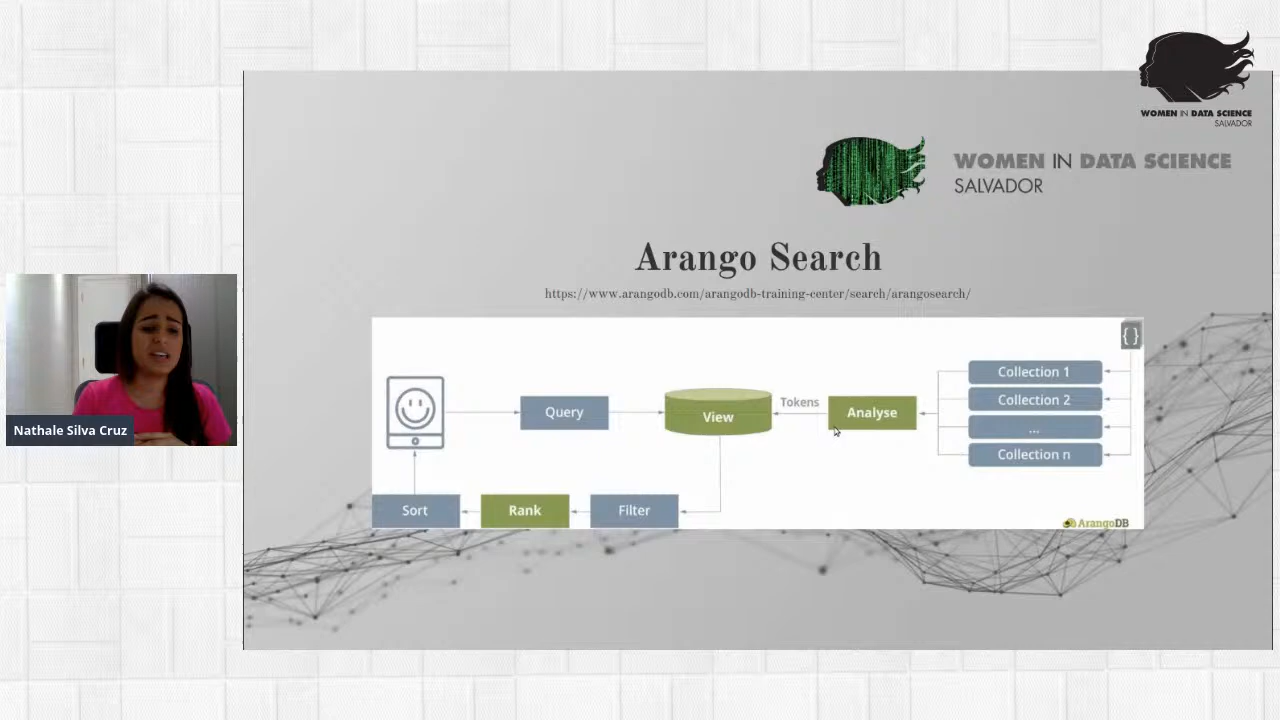 WOMEN IN DATA SCIENCE
SALVADOR
WOMEN IN DATA SCIENCE
SALVADOR
Arango Search
https://www.arangodb.com/arangodb-training-center/search/arangosearch/
{}
Collection 1
Collection 2
...
Collection n
Tokens
Analyse
View
Query
Sort
Rank
Filter
ArangoDB
Nathale Silva Cruz